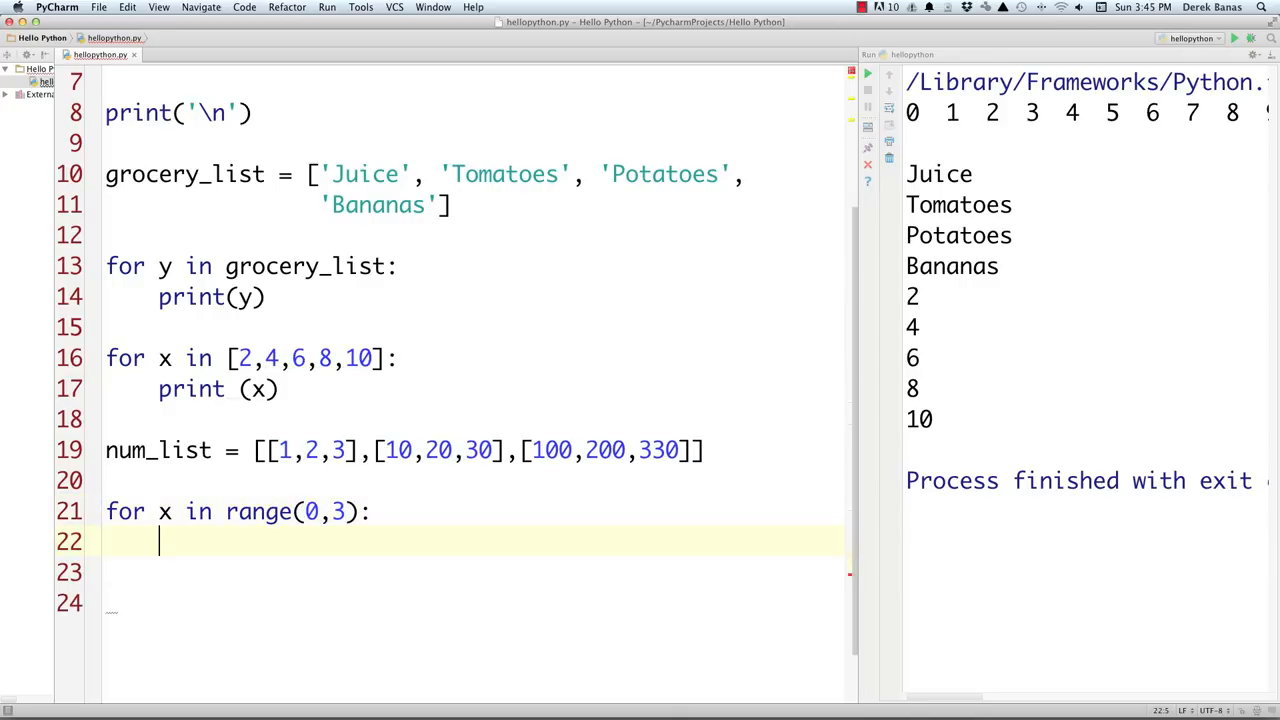 PyCharm File Edit View Navigate Code Refactor Run Tools VCS Window Help 10 Sun 3:45 PM Derek Banas
hellopython.py - Hello Python - [~/PycharmProjects/Hello Python]
Hello Python hellopython.py hellopython
hellopython.py × Run hellopython
Hello P
hell
Externa
7
8 print('\n')
9
10 grocery_list = ['Juice', 'Tomatoes', 'Potatoes',
11 'Bananas']
12
13 for y in grocery_list:
14 print(y)
15
16 for x in [2,4,6,8,10]:
17 print (x)
18
19 num_list = [[1,2,3],[10,20,30],[100,200,330]]
20
21 for x in range(0,3):
22
23
24
/Library/Frameworks/Python.
0 1 2 3 4 5 6 7 8 9
Juice
Tomatoes
Potatoes
Bananas
2
4
6
8
10
Process finished with exit
22:5 LF UTF-8